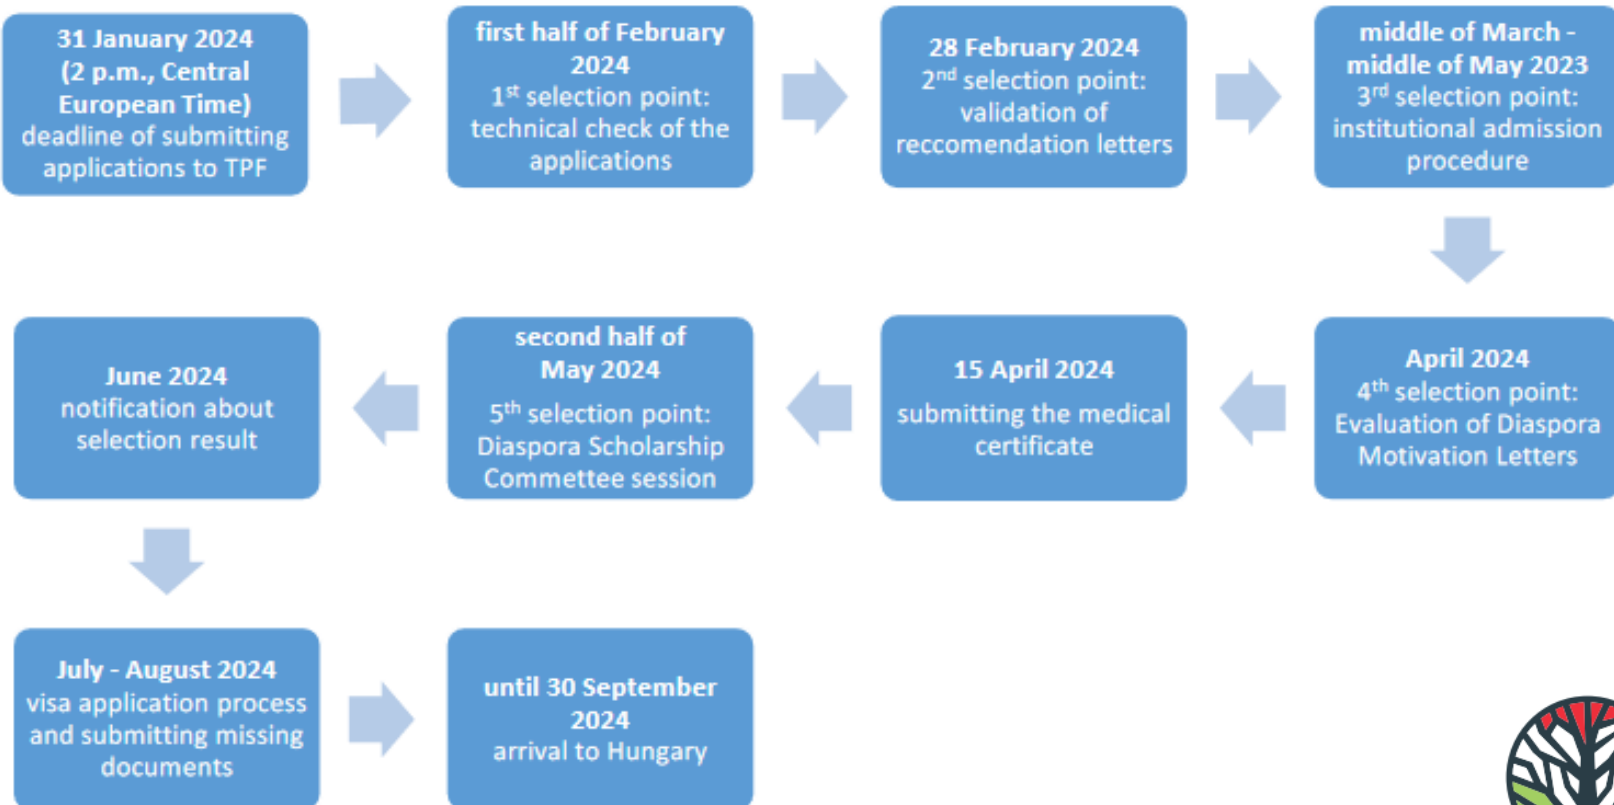 31 January 2024
(2 p.m., Central
European Time)
deadline of submitting
applications to TPF
first half of February
2024
1st selection point:
technical check of the
applications
28 February 2024
2nd selection point:
validation of
reccomendation letters
middle of March -
middle of May 2023
3rd selection point:
institutional admission
procedure
April 2024
4th selection point:
Evaluation of Diaspora
Motivation Letters
15 April 2024
submitting the medical
certificate
second half of
May 2024
5th selection point:
Diaspora Scholarship
Commettee session
June 2024
notification about
selection result
July - August 2024
visa application process
and submitting missing
documents
until 30 September
2024
arrival to Hungary